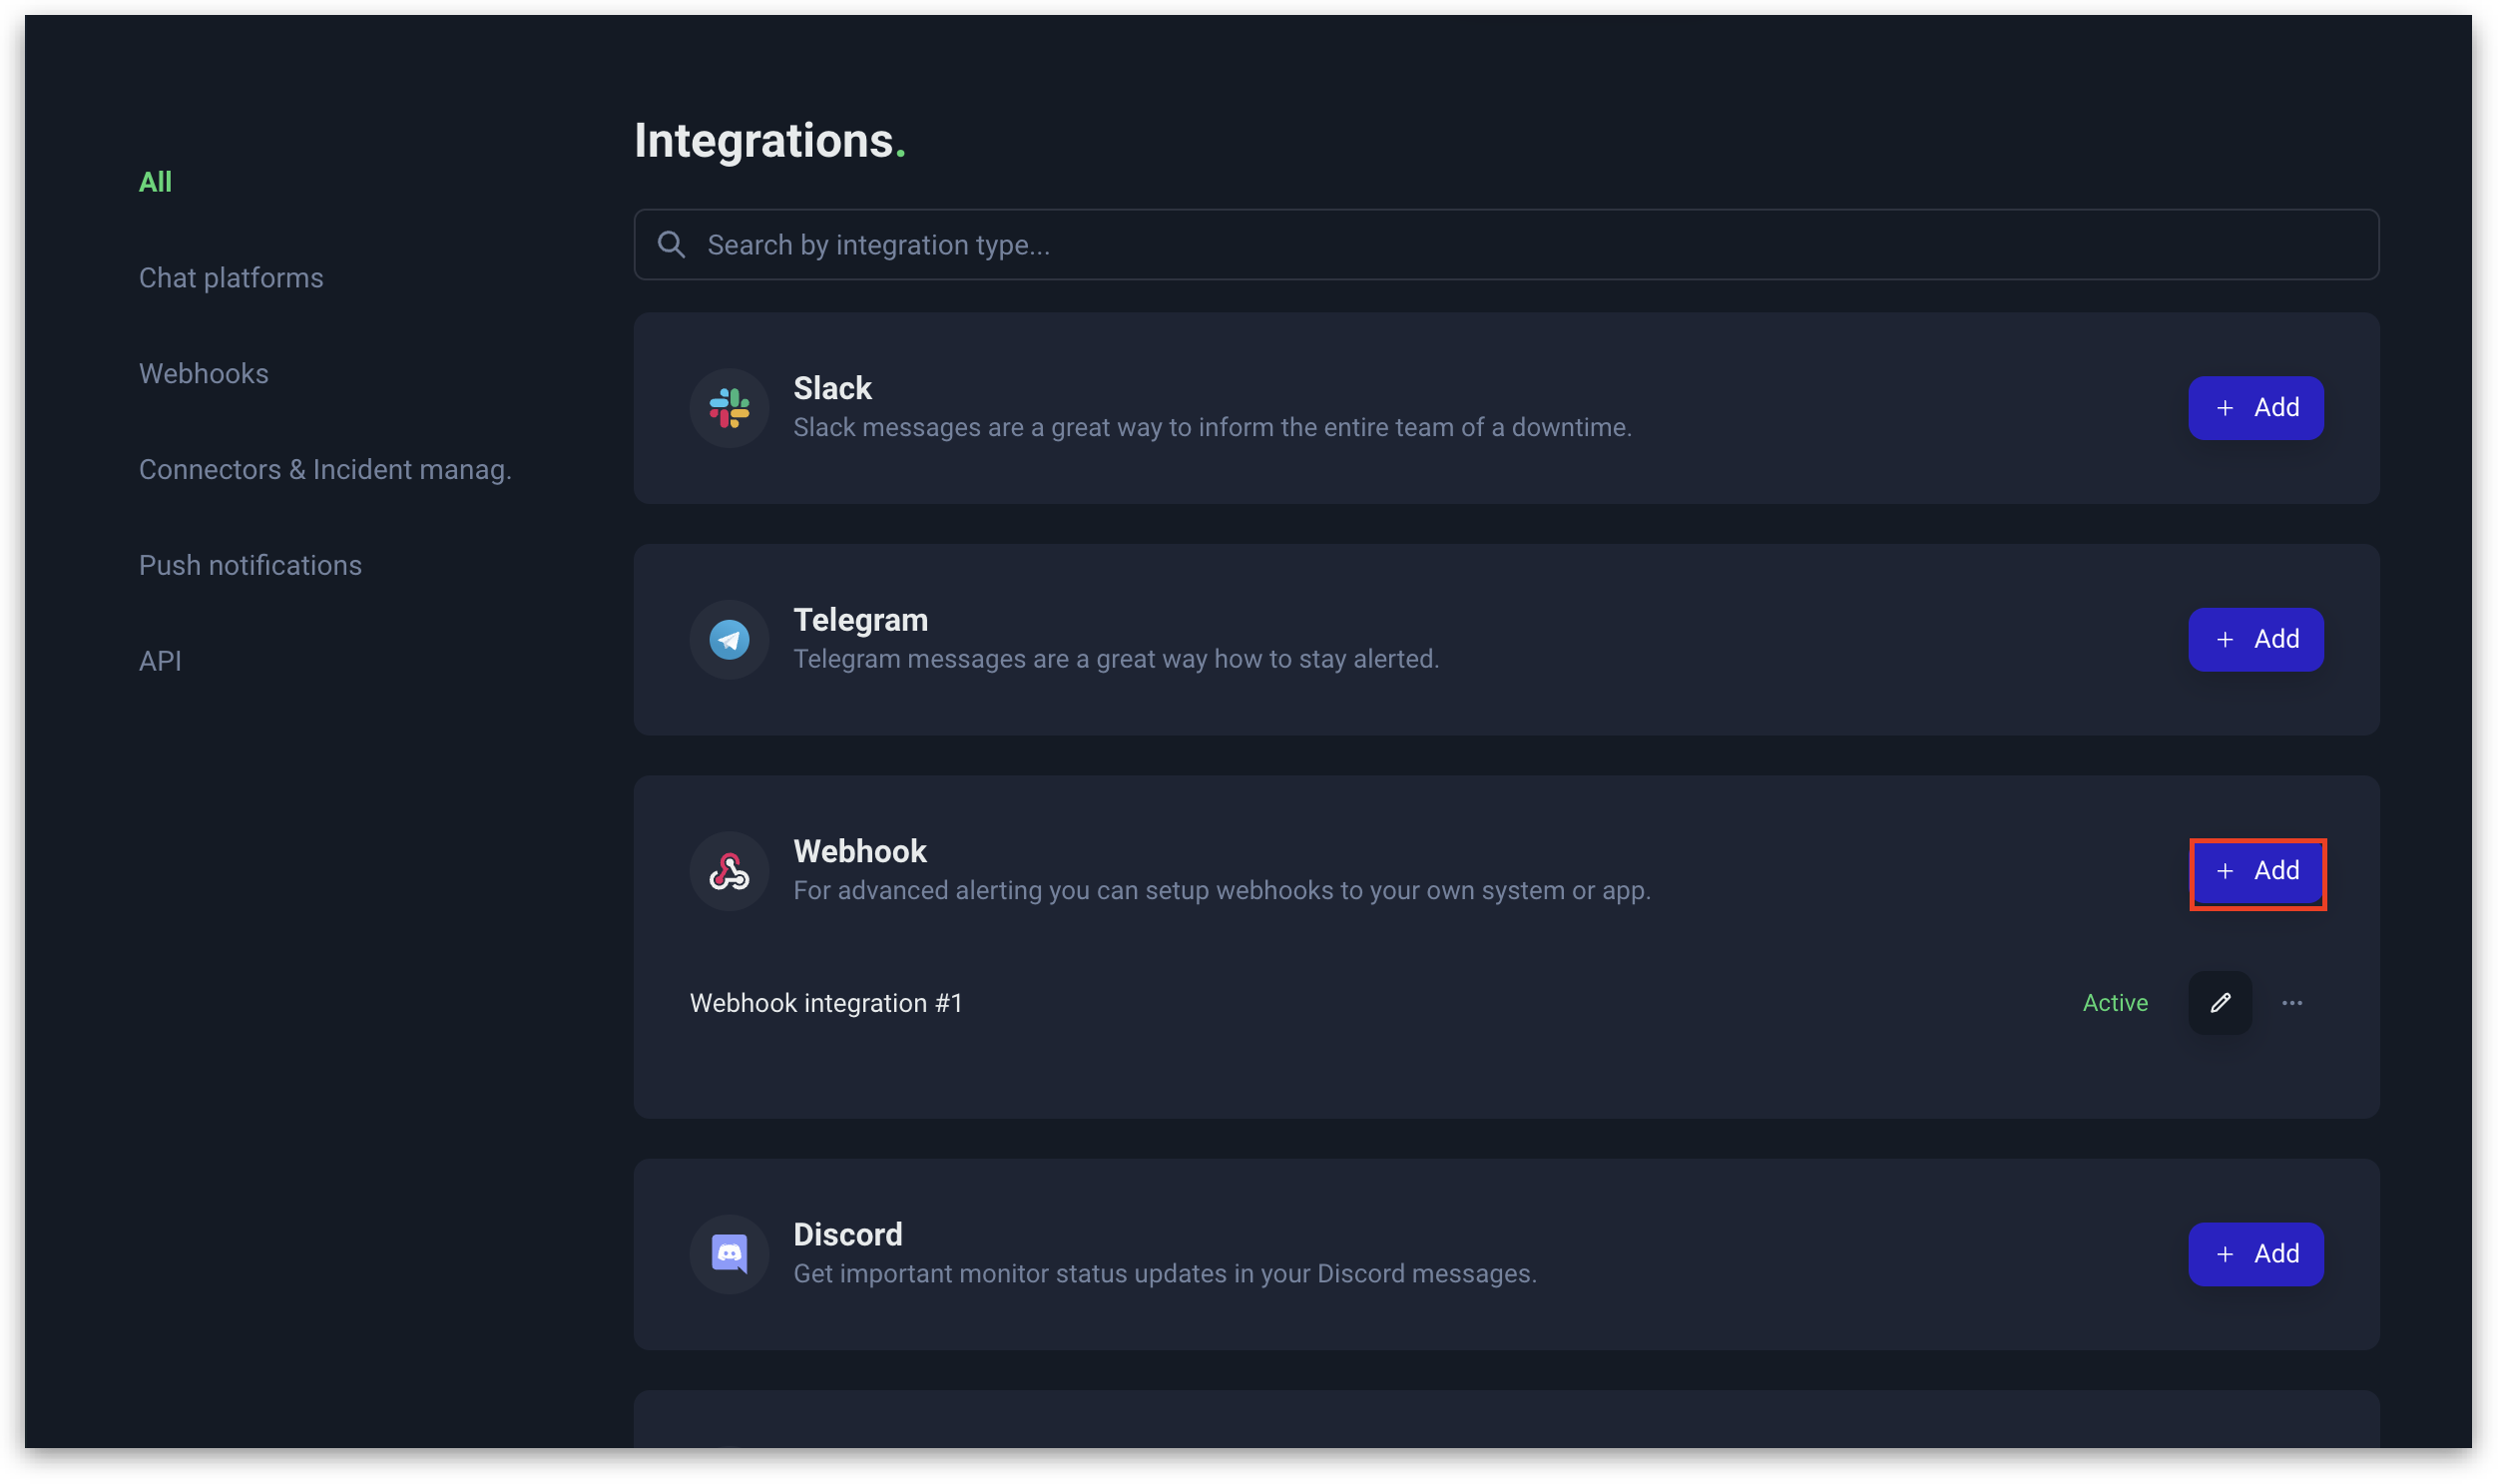 All
Chat platforms
Webhooks
Connectors & Incident manag.
Push notifications
API
Integrations.
Search by integration type...
Slack
Slack messages are a great way to inform the entire team of a downtime.
+ Add
Telegram
Telegram messages are a great way how to stay alerted.
+ Add
Webhook
For advanced alerting you can setup webhooks to your own system or app.
+ Add
Webhook integration #1
Active
Discord
Get important monitor status updates in your Discord messages.
+ Add